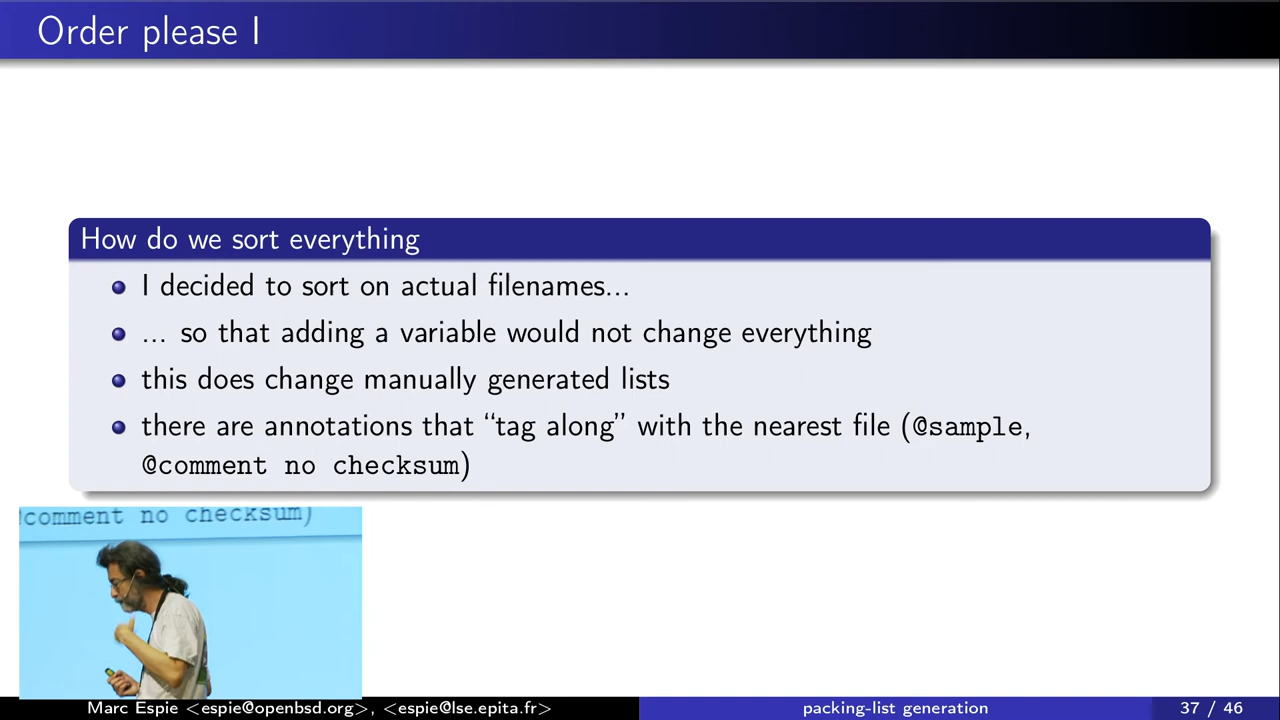 Order please I
How do we sort everything
I decided to sort on actual filenames...
... so that adding a variable would not change everything
this does change manually generated lists
there are annotations that “tag along” with the nearest file (@sample,
@comment no checksum)
comment no checksum)
Marc Espie <espie@openbsd.org>, <espie@lse.epita.fr>
packing-list generation
37 / 46